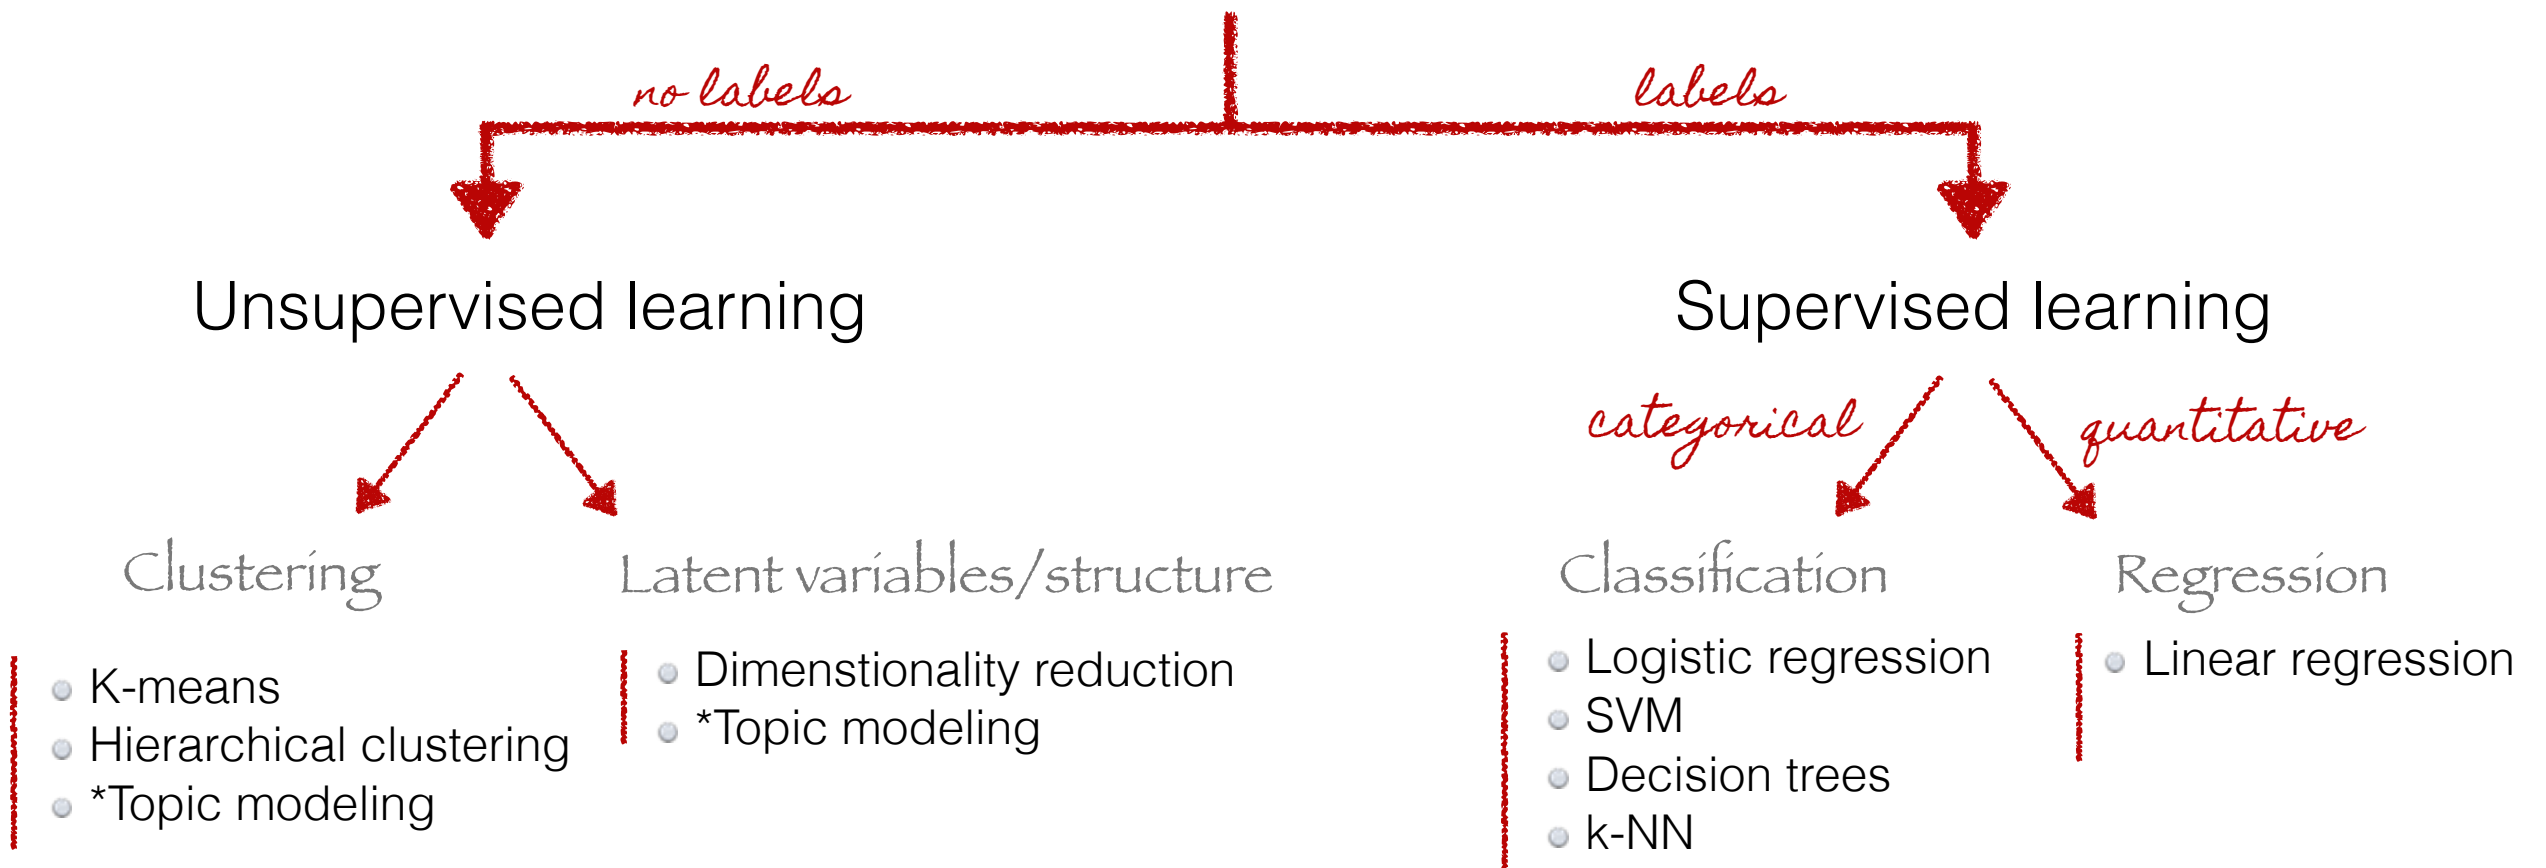 no labels
labels
Unsupervised learning
Supervised learning
categorical
quantitative
Clustering
Latent variables/structure
Classification
Regression
K-means
Hierarchical clustering
*Topic modeling
Dimenstionality reduction
*Topic modeling
Logistic regression
SVM
Decision trees
k-NN
Linear regression